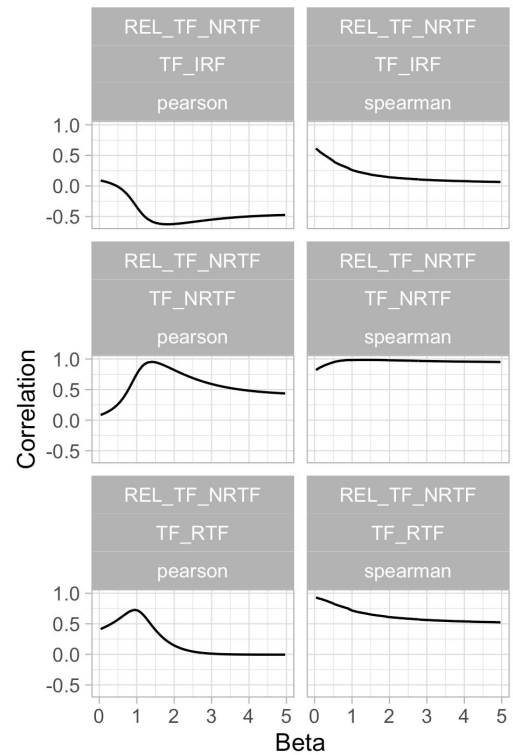 REL_TF_NRTF REL_TF_NRTF
TF_IRF TF_IRF
pearson spearman
1.0
0.5
0.0
-0.5
REL_TF_NRTF REL_TF_NRTF
TF_NRTF TF_NRTF
pearson spearman
1.0
0.5
0.0
-0.5
REL_TF_NRTF REL_TF_NRTF
TF_RTF TF_RTF
pearson spearman
1.0
0.5
0.0
-0.5
0 1 2 3 4 5 0 1 2 3 4 5
Beta
Correlation